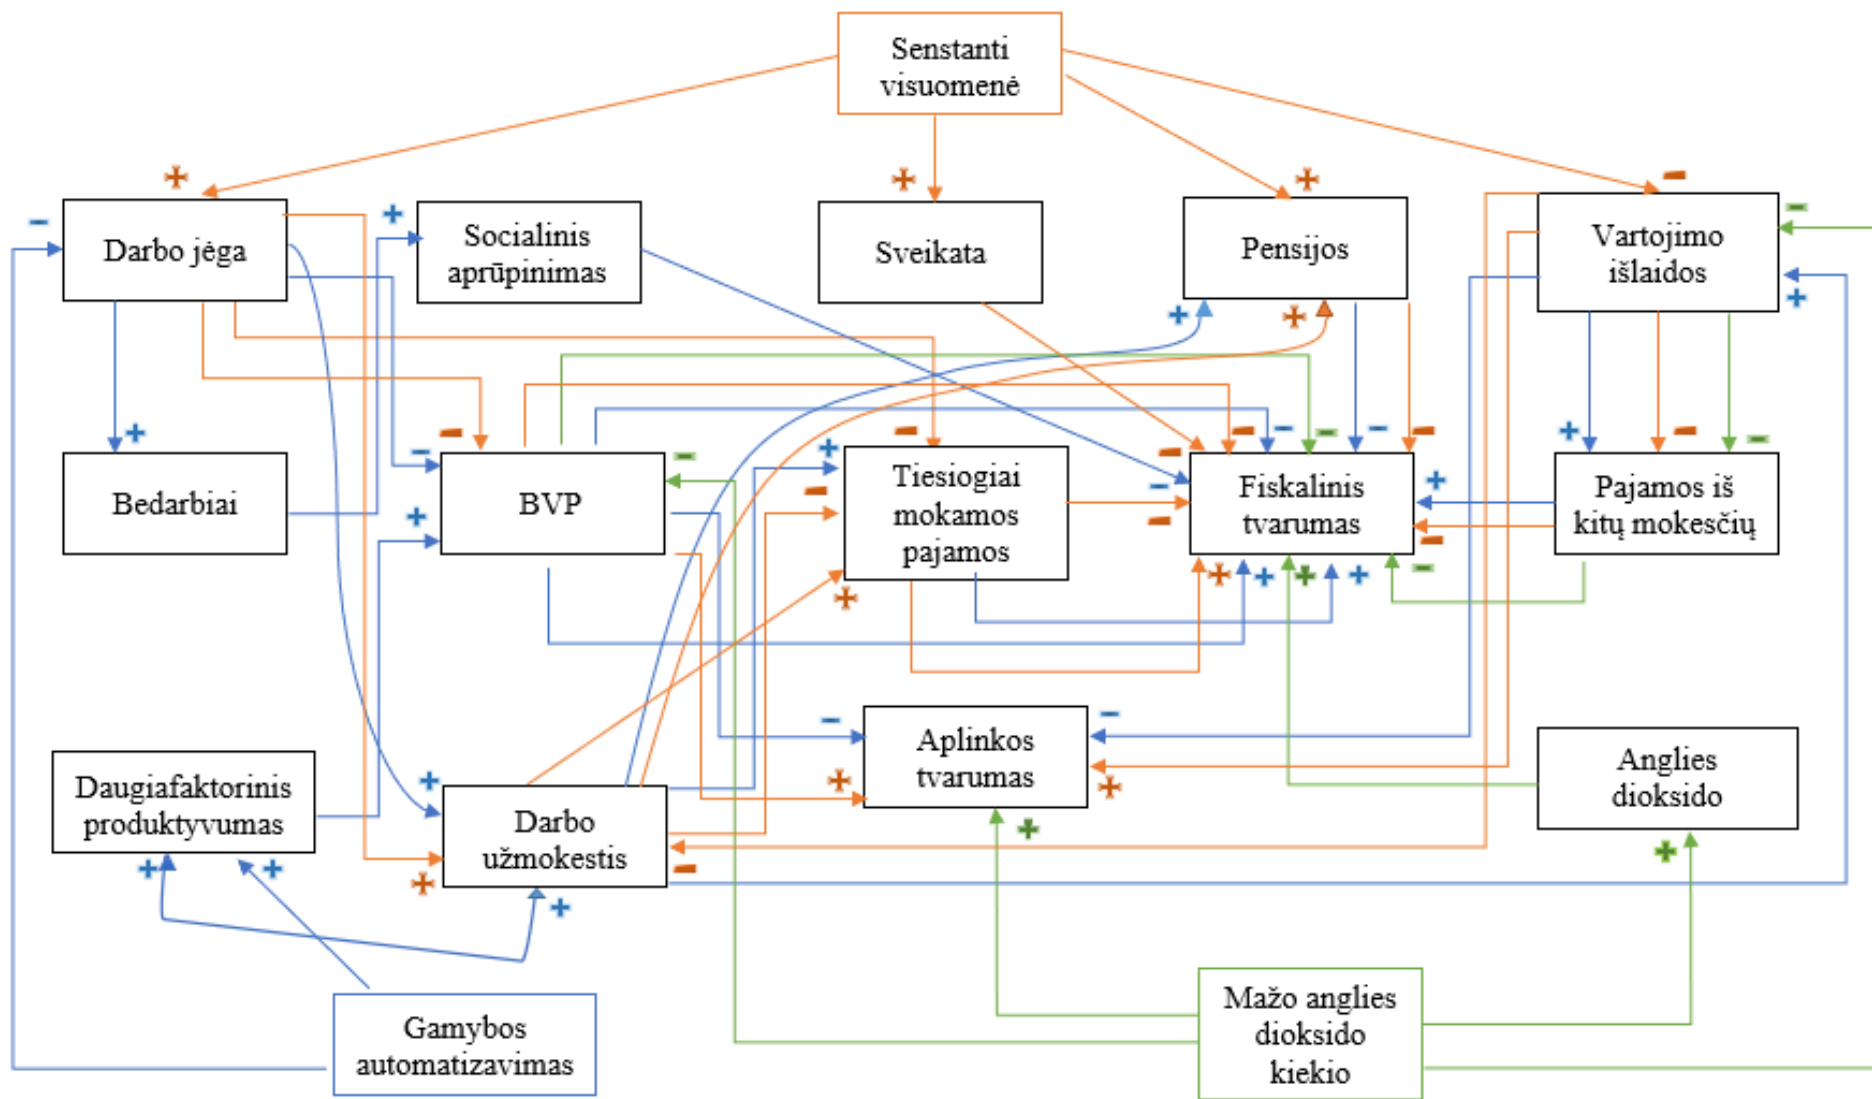 Senstanti
visuomenė
Darbo jėga
Socialinis
aprūpinimas
Sveikata
Pensijos
Vartojimo
išlaidos
Bedarbiai
BVP
Tiesiogiai
mokamos
pajamos
Fiskalinis
tvarumas
Pajamos iš
kitų mokesčių
Daugiafaktorinis
produktyvumas
Darbo
užmokestis
Aplinkos
tvarumas
Anglies
dioksido
Gamybos
automatizavimas
Mažo anglies
dioksido
kiekio